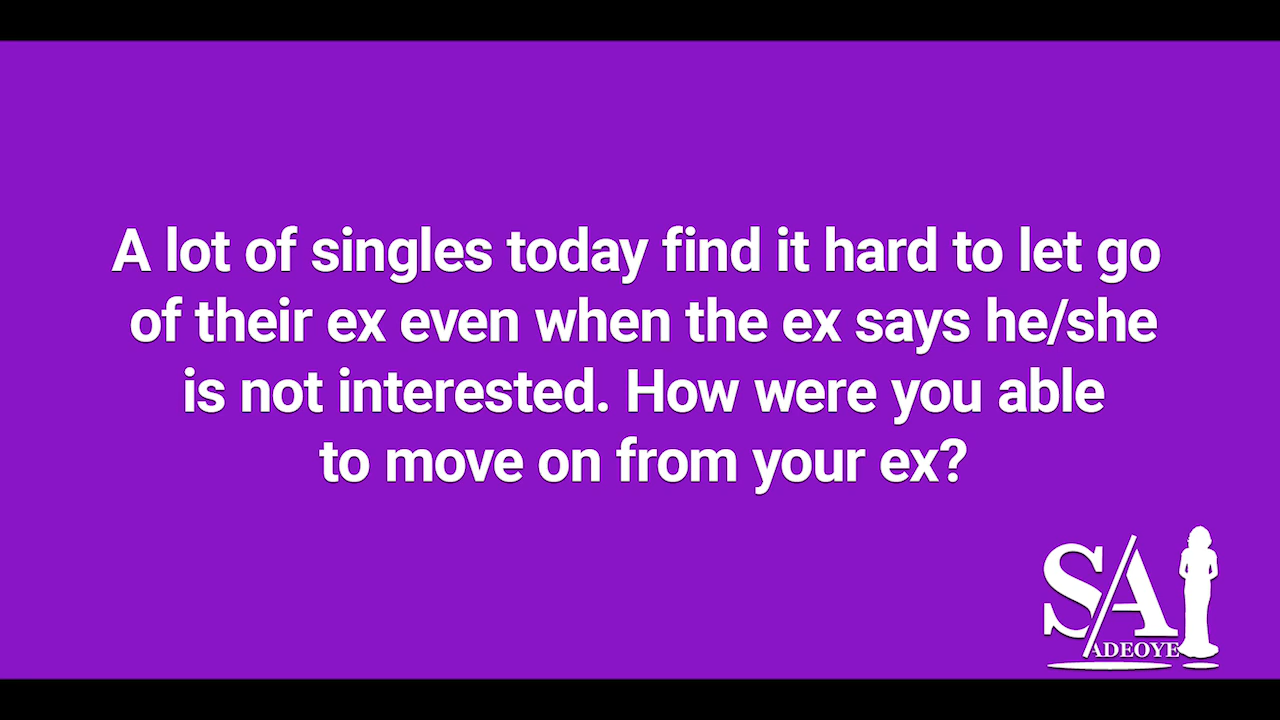 A lot of singles today find it hard to let go
of their ex even when the ex says he/she
is not interested. How were you able
to move on from your ex?
S/A
ADEOYE